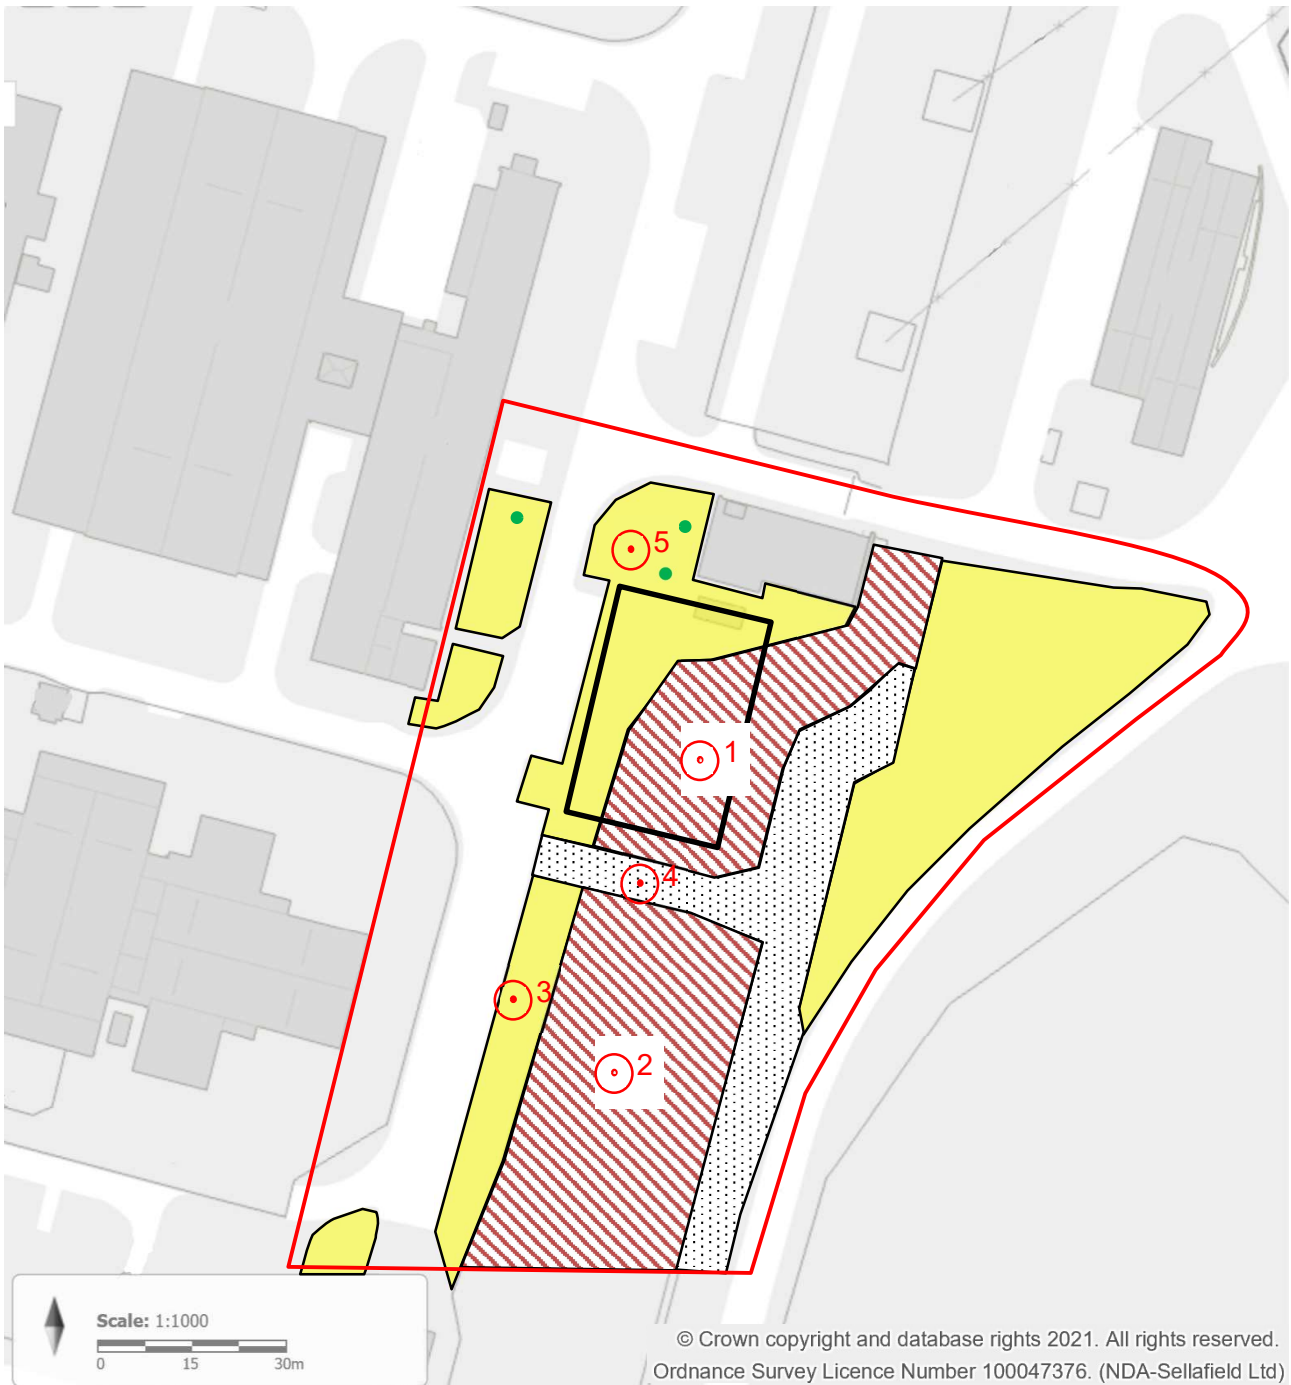 5
1
4
3
2
Scale: 1:1000
0 15 30m
© Crown copyright and database rights 2021. All rights reserved.
Ordnance Survey Licence Number 100047376. (NDA-Sellafield Ltd)